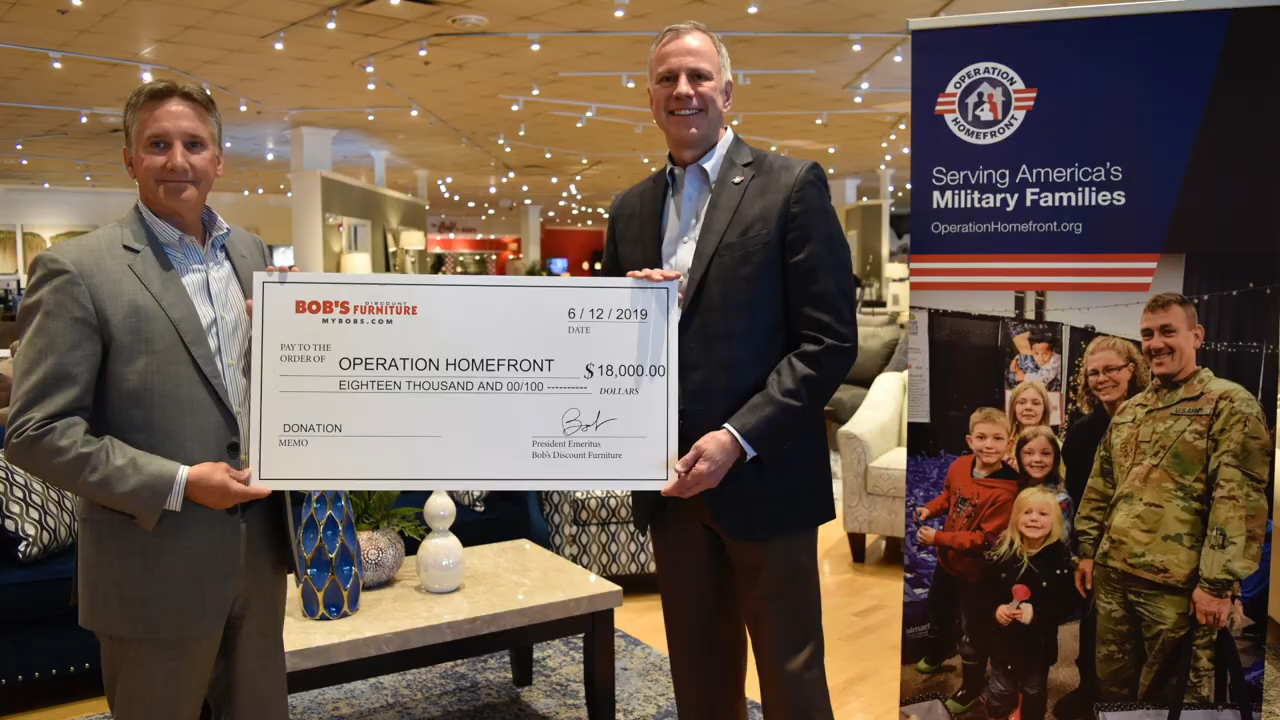 BOB'S DISCOUNT FURNITURE
MYBOBS.COM
6 / 12 / 2019
DATE
PAY TO THE
ORDER OF
OPERATION HOMEFRONT
$ 18,000.00
EIGHTEEN THOUSAND AND 00/100 ----------
DOLLARS
DONATION
MEMO
Bob
President Emeritus
Bob's Discount Furniture
OPERATION
HOMEFRONT
Serving America's
Military Families
OperationHomefront.org
U.S. ARMY